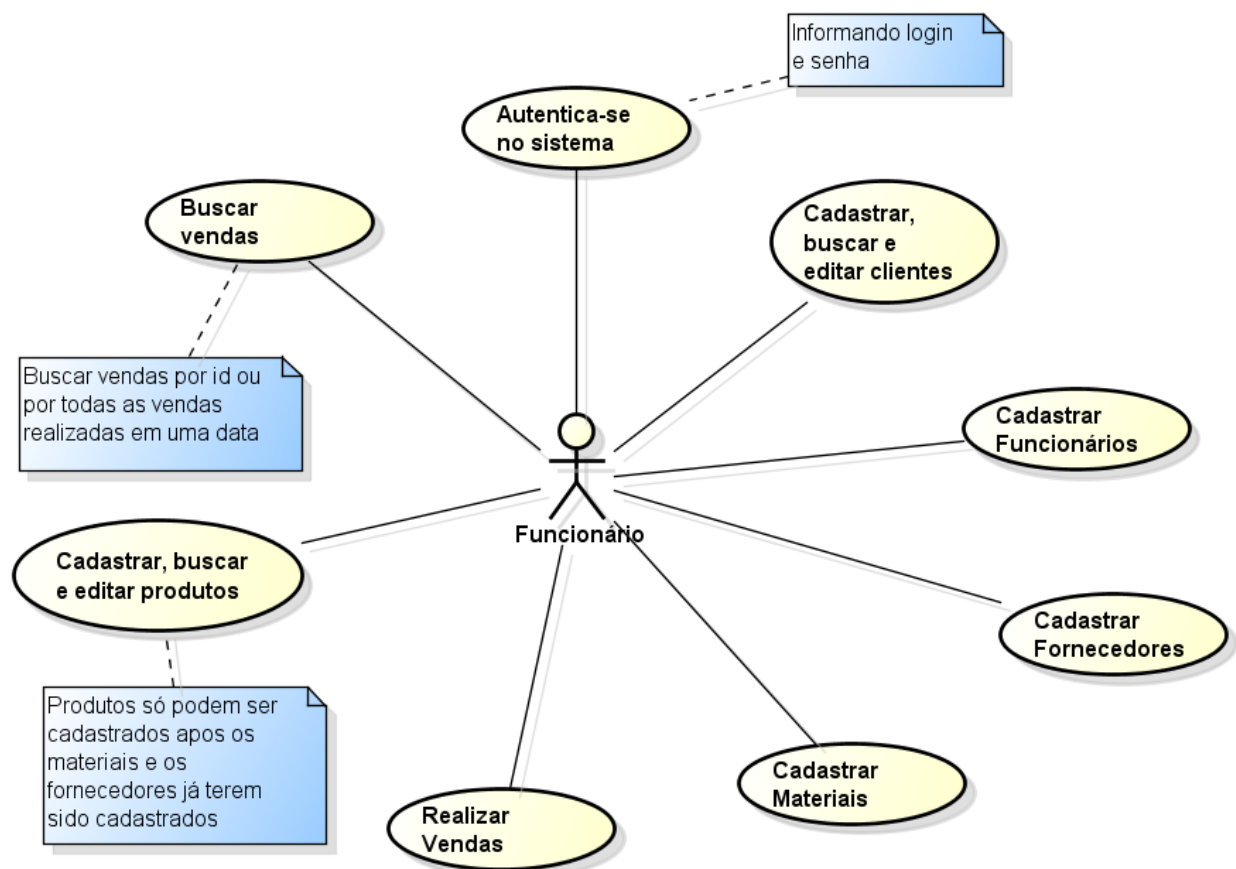 Informando login
e senha
Autentica-se
no sistema
Buscar
vendas
Cadastrar,
buscar e
editar clientes
Buscar vendas por id ou
por todas as vendas
realizadas em uma data
Cadastrar
Funcionários
Funcionário
Cadastrar, buscar
e editar produtos
Cadastrar
Fornecedores
Produtos só podem ser
cadastrados apos os
materiais e os
fornecedores já terem
sido cadastrados
Cadastrar
Materiais
Realizar
Vendas